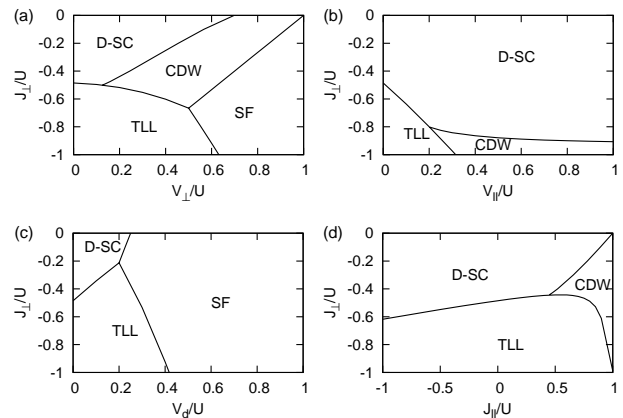 (a)
0
-0.2
-0.4
-0.6
-0.8
-1
J⊥/U
D-SC
CDW
TLL
SF
0 0.2 0.4 0.6 0.8 1
V⊥/U
(b)
0
-0.2
-0.4
-0.6
-0.8
-1
J⊥/U
D-SC
TLL
CDW
0 0.2 0.4 0.6 0.8 1
V||/U
(c)
0
-0.2
-0.4
-0.6
-0.8
-1
J⊥/U
D-SC
SF
TLL
0 0.2 0.4 0.6 0.8 1
Vd/U
(d)
0
-0.2
-0.4
-0.6
-0.8
-1
J⊥/U
D-SC
CDW
TLL
-1 -0.5 0 0.5 1
J||/U